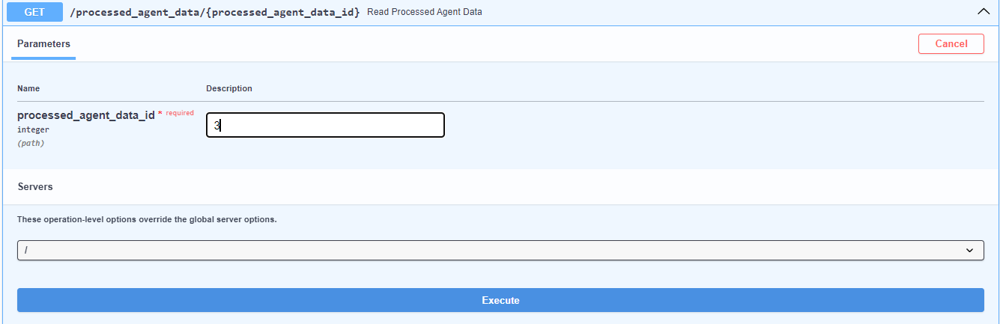 GET /processed_agent_data/{processed_agent_data_id} Read Processed Agent Data
Parameters Cancel
Name Description
processed_agent_data_id * required
integer
(path)
3
Servers
These operation-level options override the global server options.
/
Execute